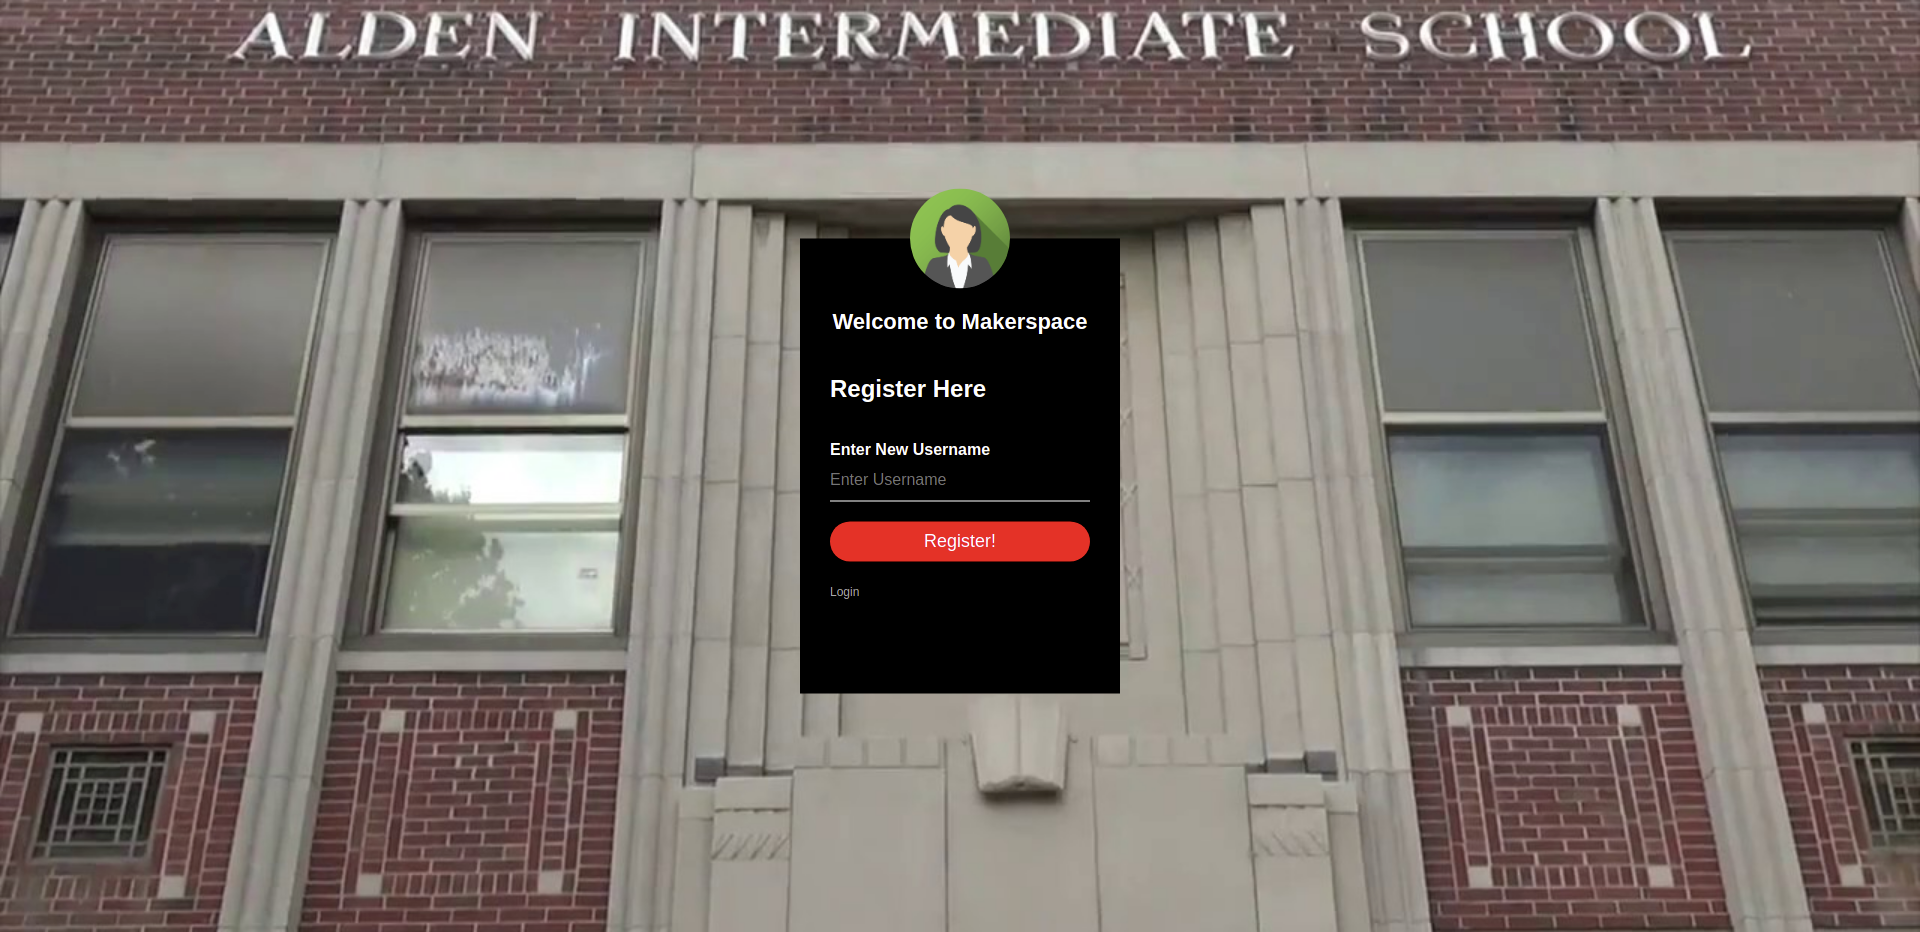 ALDEN INTERMEDIATE SCHOOL
Welcome to Makerspace
Register Here
Enter New Username
Enter Username
Register!
Login